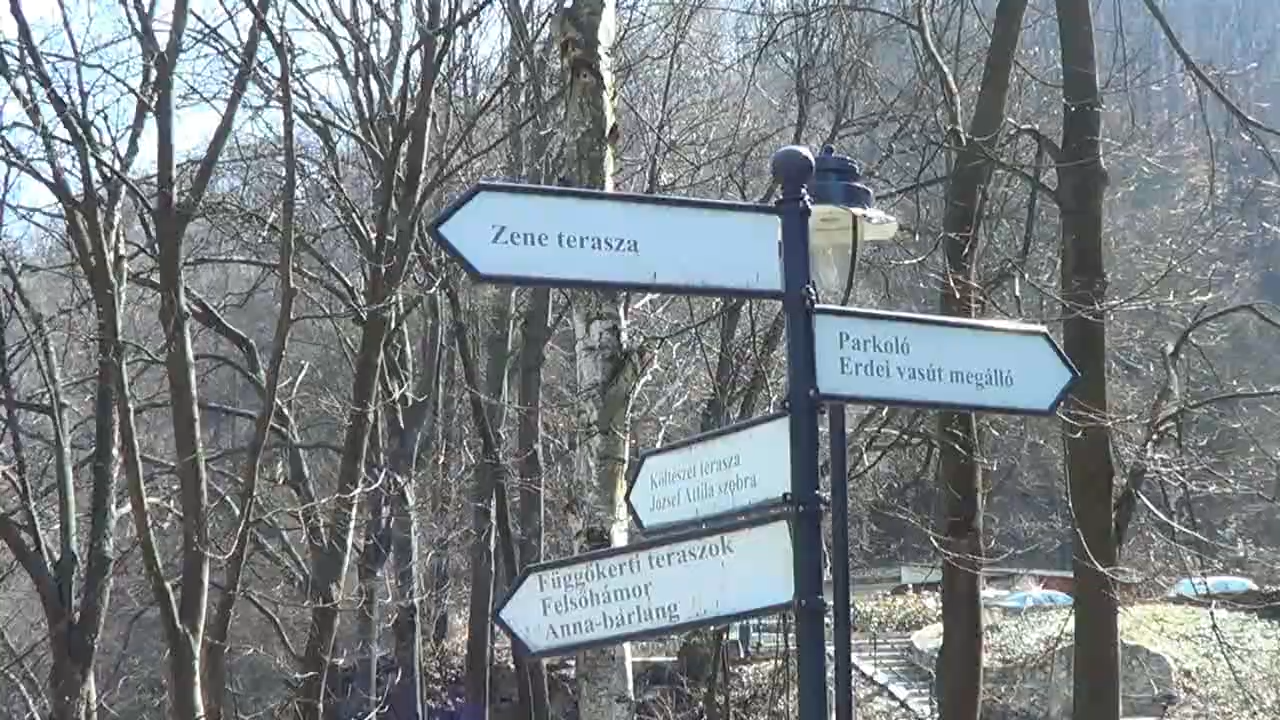 Zene terasza
Parkoló
Erdei vasút megálló
Költészet terasza
József Attila szobra
Függőkerti teraszok
Felsőhámor
Anna-barlang